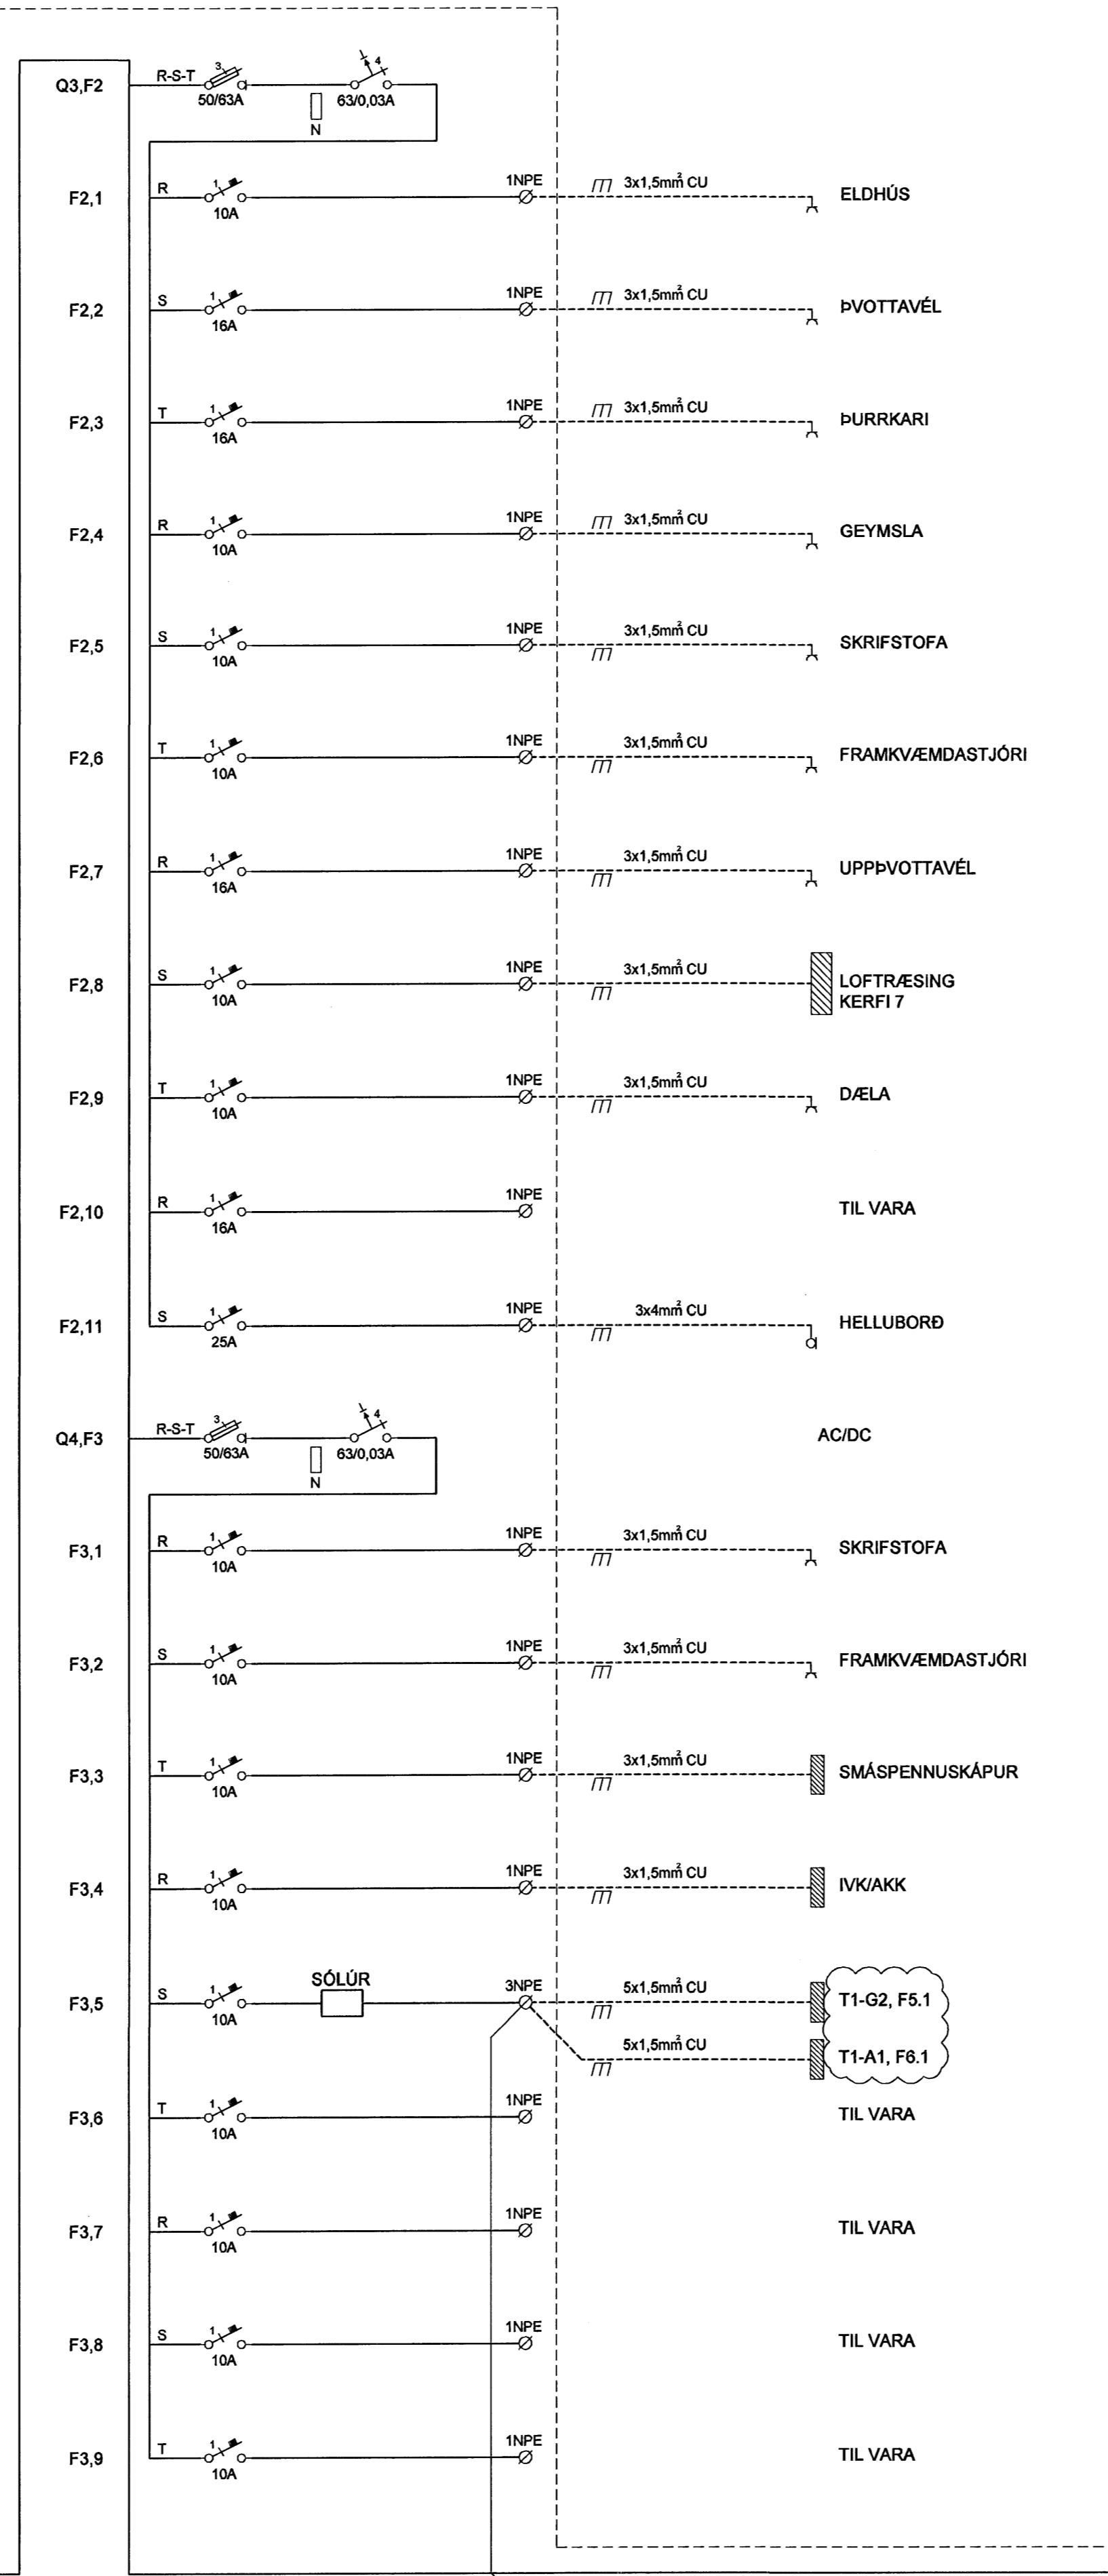 Q3,F2 R-S-T 3 50/63A N 4 63/0,03A
F2,1 R 1 10A 1NPE 3x1,5mm² CU ELDHÚS
F2,2 S 1 16A 1NPE 3x1,5mm² CU ÞVOTTAVÉL
F2,3 T 1 16A 1NPE 3x1,5mm² CU ÞURRKARI
F2,4 R 1 10A 1NPE 3x1,5mm² CU GEYMSLA
F2,5 S 1 10A 1NPE 3x1,5mm² CU SKRIFSTOFA
F2,6 T 1 10A 1NPE 3x1,5mm² CU FRAMKVÆMDASTJÓRI
F2,7 R 1 16A 1NPE 3x1,5mm² CU UPPÞVOTTAVÉL
F2,8 S 1 10A 1NPE 3x1,5mm² CU LOFTRÆSING
KERFI 7
F2,9 T 1 10A 1NPE 3x1,5mm² CU DÆLA
F2,10 R 1 16A 1NPE TIL VARA
F2,11 S 1 25A 1NPE 3x4mm² CU HELLUBORÐ
Q4,F3 R-S-T 3 50/63A N 4 63/0,03A AC/DC
F3,1 R 1 10A 1NPE 3x1,5mm² CU SKRIFSTOFA
F3,2 S 1 10A 1NPE 3x1,5mm² CU FRAMKVÆMDASTJÓRI
F3,3 T 1 10A 1NPE 3x1,5mm² CU SMÁSPENNUSKÁPUR
F3,4 R 1 10A 1NPE 3x1,5mm² CU IVK/AKK
F3,5 S 1 10A SÓLÚR 3NPE 5x1,5mm² CU T1-G2, F5.1
5x1,5mm² CU T1-A1, F6.1
F3,6 T 1 10A 1NPE TIL VARA
F3,7 R 1 10A 1NPE TIL VARA
F3,8 S 1 10A 1NPE TIL VARA
F3,9 T 1 10A 1NPE TIL VARA